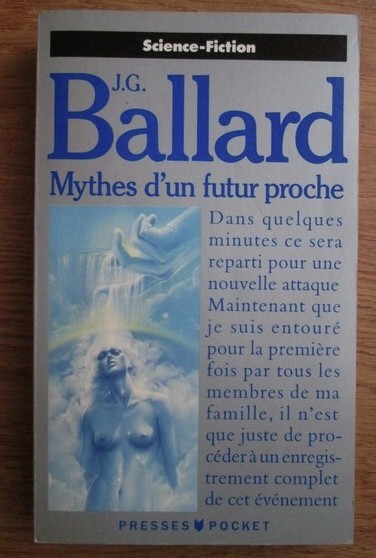 Science-Fiction
J.G.
Ballard
Mythes d'un futur proche
Dans quelques
minutes ce sera
reparti pour une
nouvelle attaque
Maintenant que
je suis entouré
pour la première
fois par tous les
membres de ma
famille, il n'est
que juste de pro-
céder à un enregis-
trement complet
de cet événement
PRESSES POCKET